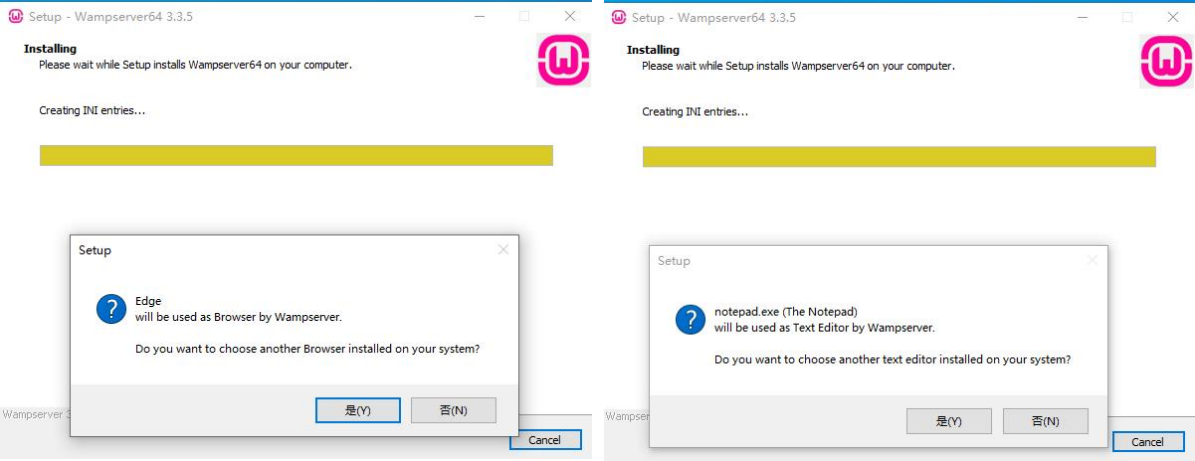 Setup - Wampserver64 3.3.5
Installing
Please wait while Setup installs Wampserver64 on your computer.
Creating INI entries...
Setup
Edge
will be used as Browser by Wampserver.
Do you want to choose another Browser installed on your system?
是(Y)
否(N)
Wampserver 3
Cancel
Setup - Wampserver64 3.3.5
Installing
Please wait while Setup installs Wampserver64 on your computer.
Creating INI entries...
Setup
notepad.exe (The Notepad)
will be used as Text Editor by Wampserver.
Do you want to choose another text editor installed on your system?
是(Y)
否(N)
Wampser
Cancel